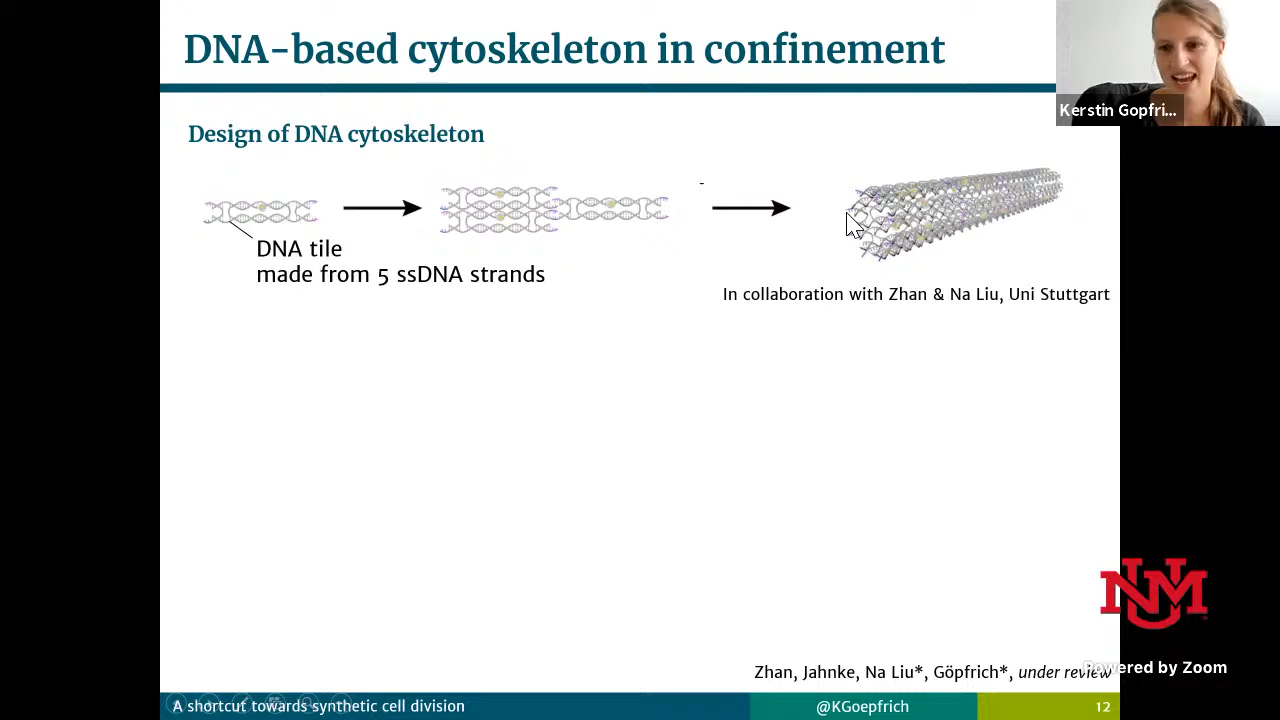 DNA-based cytoskeleton in confinement
Kerstin Gopfri...
Design of DNA cytoskeleton
DNA tile
made from 5 ssDNA strands
In collaboration with Zhan & Na Liu, Uni Stuttgart
UNM
Zhan, Jahnke, Na Liu*, Göpfrich*, under review
Powered by Zoom
A shortcut towards synthetic cell division
@KGoepfrich
12